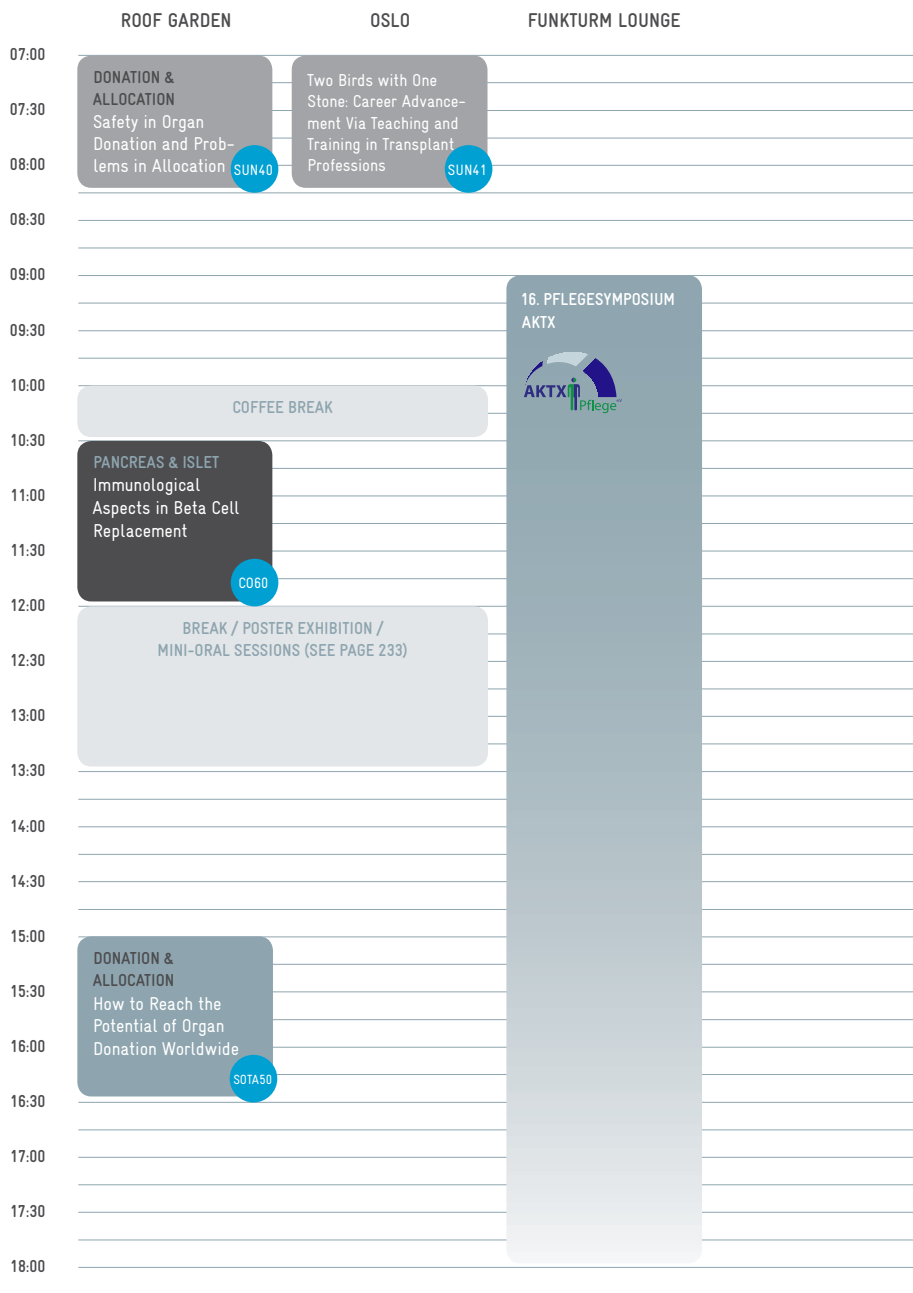 ROOF GARDEN
OSLO
FUNKTURM LOUNGE
07:00
07:30
08:00
08:30
09:00
09:30
10:00
10:30
11:00
11:30
12:00
12:30
13:00
13:30
14:00
14:30
15:00
15:30
16:00
16:30
17:00
17:30
18:00
DONATION &
ALLOCATION
Safety in Organ
Donation and Prob-
lems in Allocation
SUN40
Two Birds with One
Stone: Career Advance-
ment Via Teaching and
Training in Transplant
Professions
SUN41
16. PFLEGESYMPOSIUM
AKTX
AKTX
Pflege
COFFEE BREAK
PANCREAS & ISLET
Immunological
Aspects in Beta Cell
Replacement
CO60
BREAK / POSTER EXHIBITION /
MINI-ORAL SESSIONS (SEE PAGE 233)
DONATION &
ALLOCATION
How to Reach the
Potential of Organ
Donation Worldwide
SOTA50